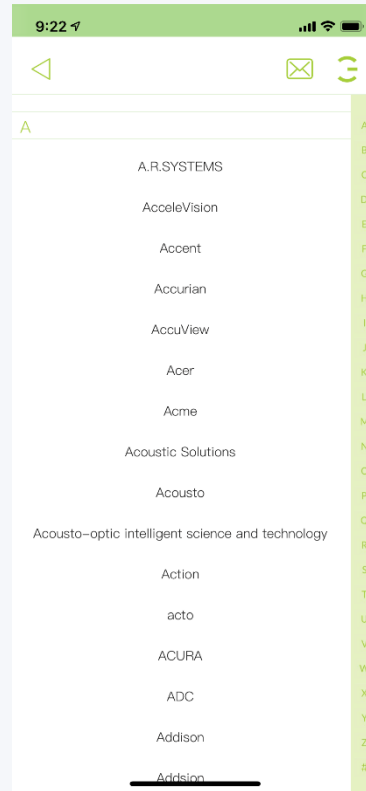 9:22
A
A.R.SYSTEMS
AcceleVision
Accent
Accurian
AccuView
Acer
Acme
Acoustic Solutions
Acousto
Acousto-optic intelligent science and technology
Action
acto
ACURA
ADC
Addison
Addsion
A
B
C
D
E
F
G
H
I
J
K
L
M
N
O
P
Q
R
S
T
U
V
W
X
Y
Z
#